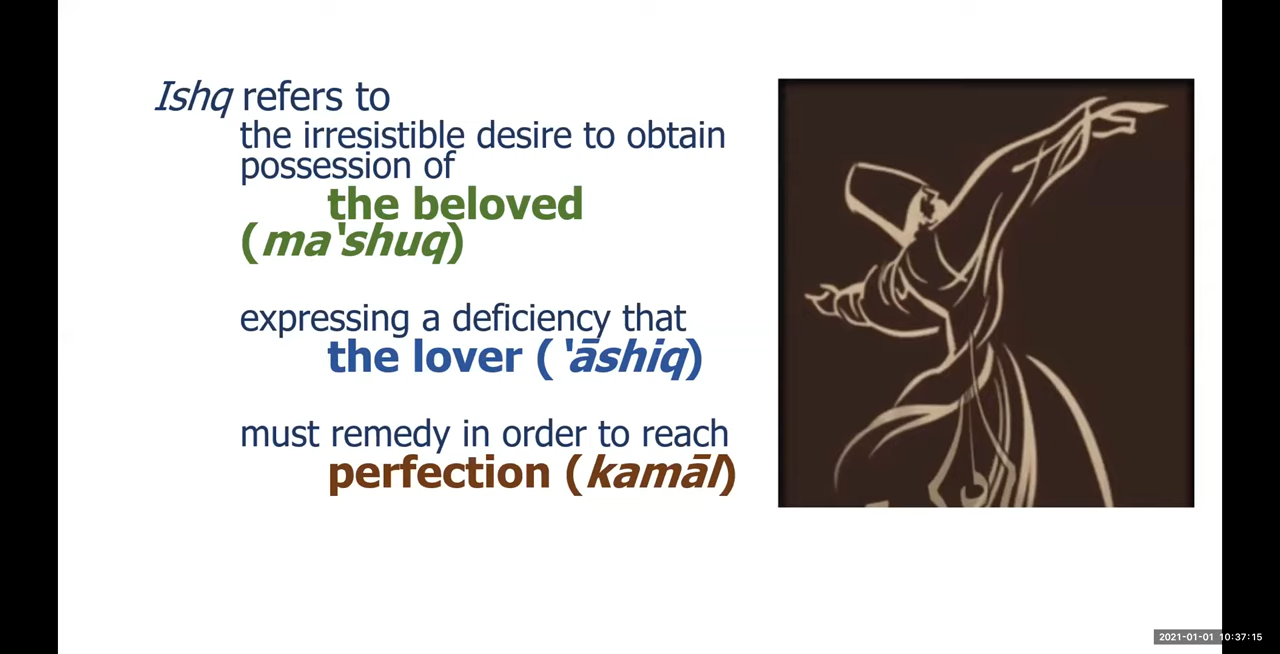 Ishq refers to
the irresistible desire to obtain
possession of
the beloved
(ma'shuq)
expressing a deficiency that
the lover ('āshiq)
must remedy in order to reach
perfection (kamāl)
2021-01-01 10:37:15